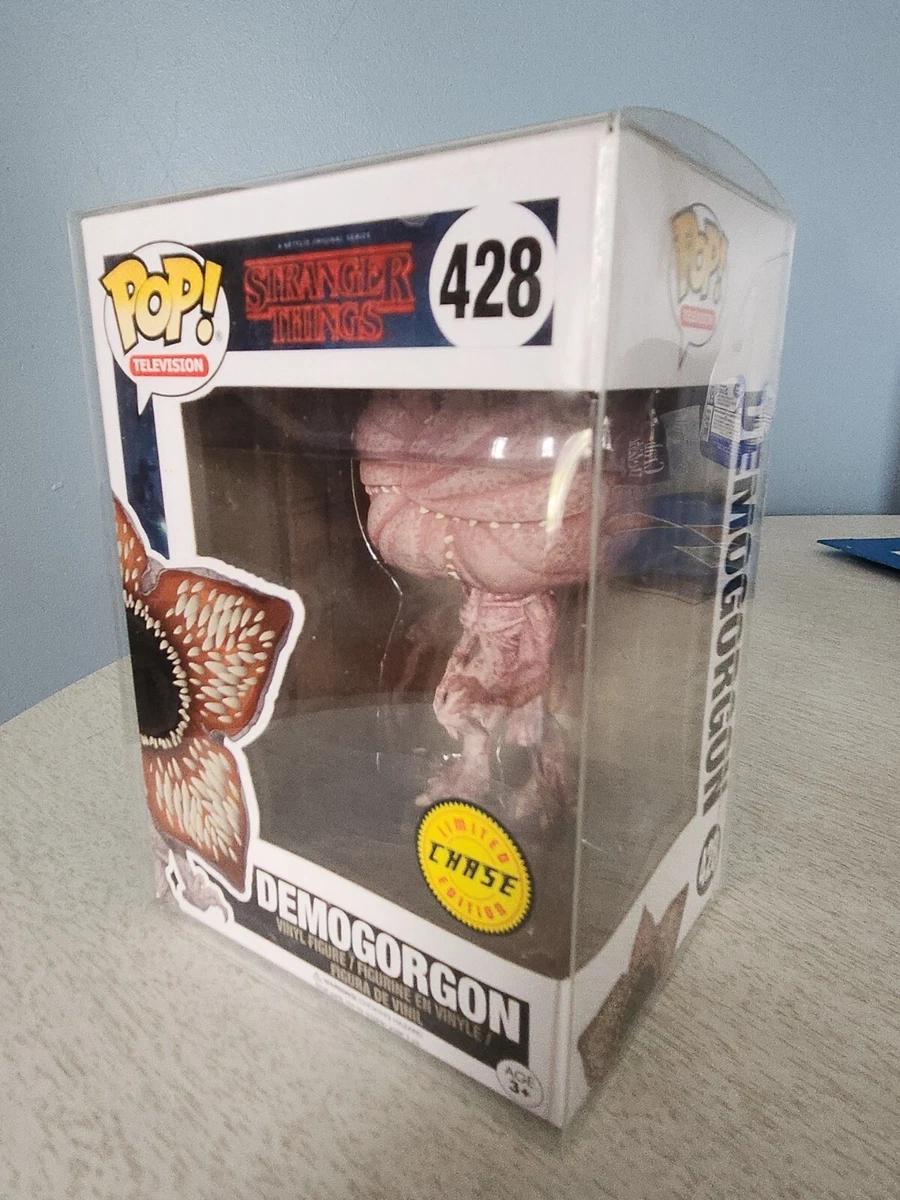 A NETFLIX ORIGINAL SERIES
POP!
TELEVISION
STRANGER
THINGS
428
LIMITED
CHASE
EDITION
DEMOGORGON
VINYL FIGURE / FIGURINE EN VINYLE /
FIGURA DE VINIL
AGE
3+
POP!
TELEVISION
DEMOGORGON
428